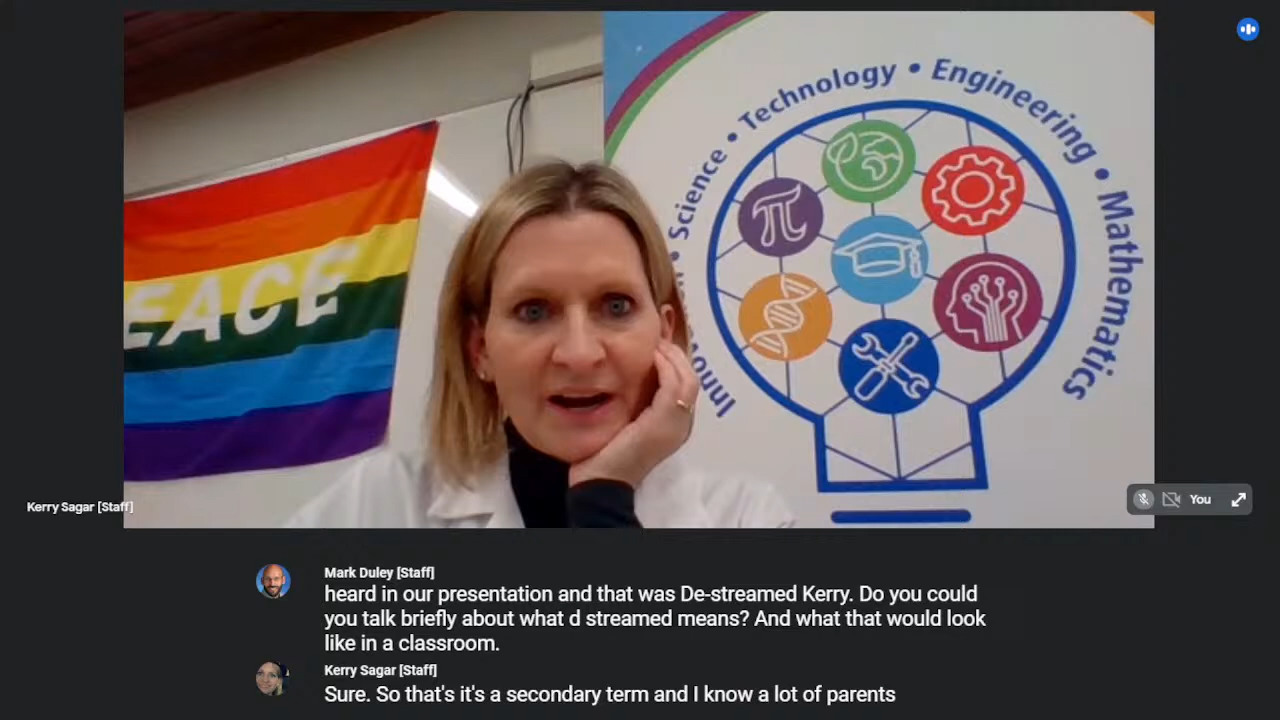 EACE
Innova
• Science • Technology • Engineering • Mathematics
π
Kerry Sagar [Staff]
You
Mark Duley [Staff]
heard in our presentation and that was De-streamed Kerry. Do you could
you talk briefly about what d streamed means? And what that would look
like in a classroom.
Kerry Sagar [Staff]
Sure. So that's it's a secondary term and I know a lot of parents